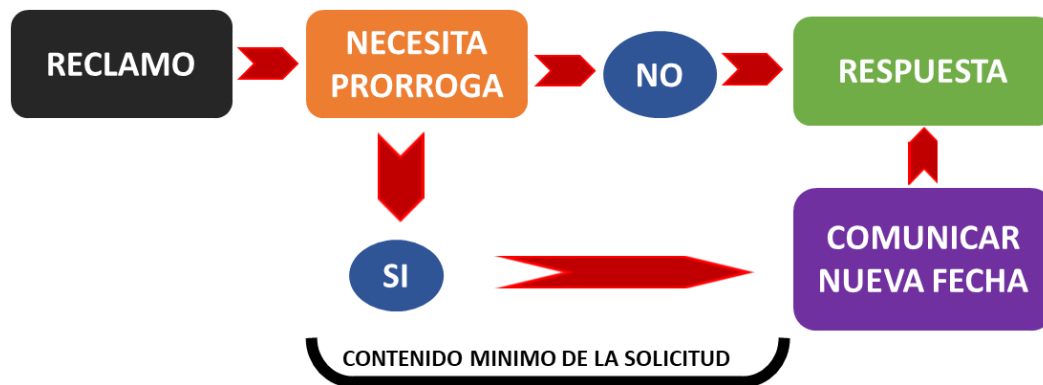 RECLAMO
NECESITA
PRORROGA
NO
RESPUESTA
SI
COMUNICAR
NUEVA FECHA
CONTENIDO MINIMO DE LA SOLICITUD